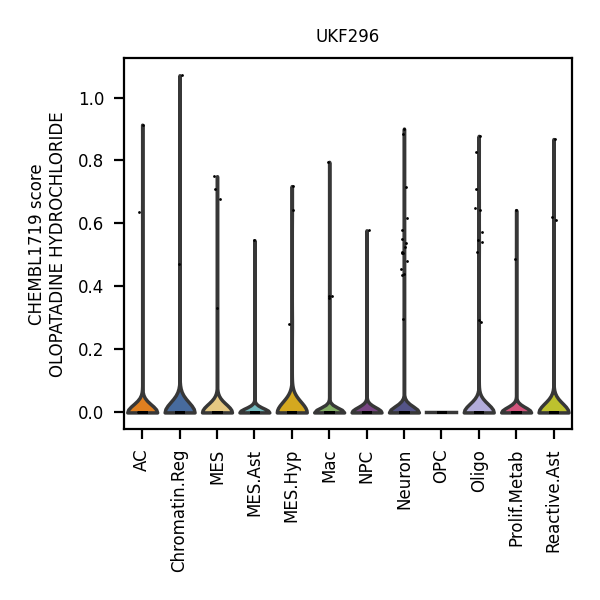 UKF296
CHEMBL1719 score
OLOPATADINE HYDROCHLORIDE
1.0
0.8
0.6
0.4
0.2
0.0
AC
Chromatin.Reg
MES
MES.Ast
MES.Hyp
Mac
NPC
Neuron
OPC
Oligo
Prolif.Metab
Reactive.Ast